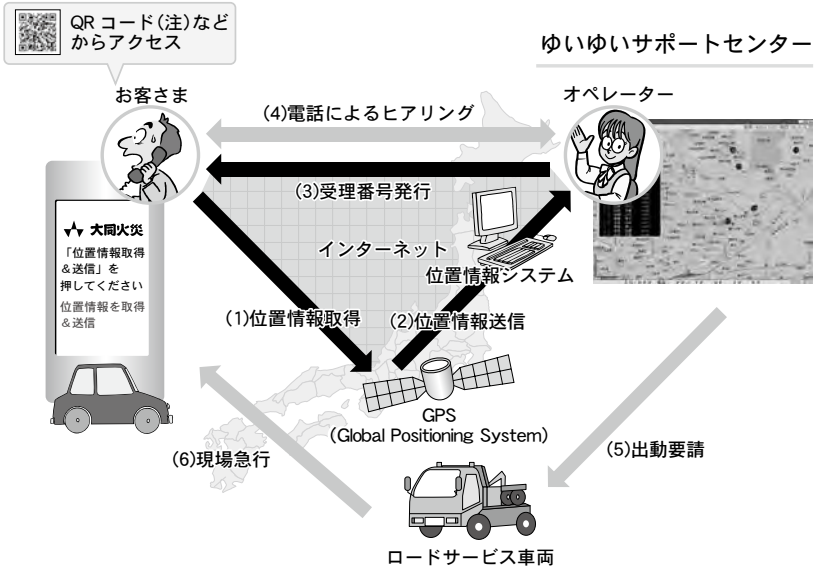 QRコード(注)など
からアクセス
ゆいゆいサポートセンター
お客さま
オペレーター
(4)電話によるヒアリング
(3)受理番号発行
インターネット
位置情報システム
大同火災
「位置情報取得
&送信」を
押してください
位置情報を取得
&送信
(1)位置情報取得
(2)位置情報送信
GPS
(Global Positioning System)
(6)現場急行
(5)出動要請
ロードサービス車両